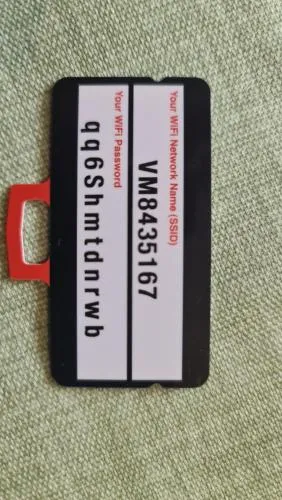 Your WiFi Network Name (SSID)
VM8435167
Your WiFi Password
qq6Shmtdnrwb